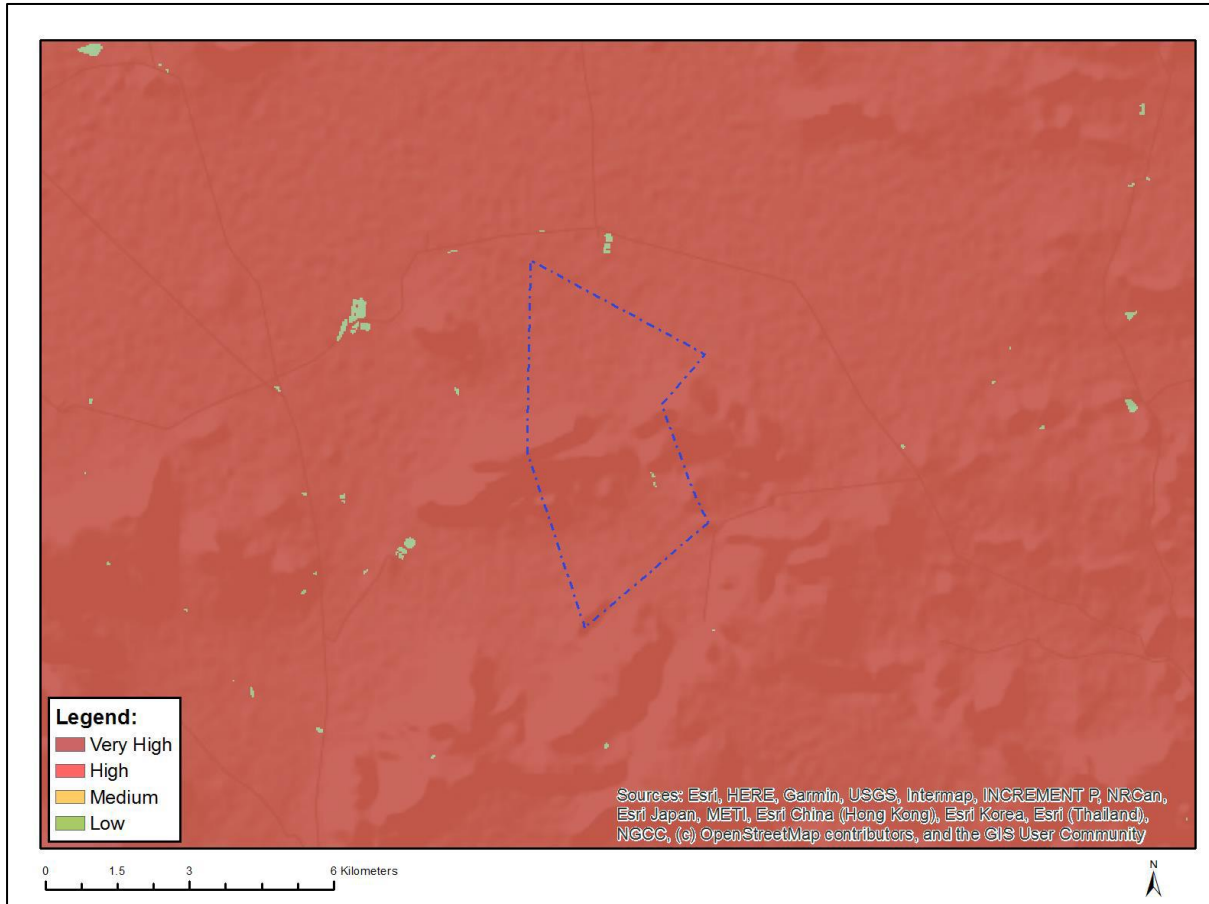 Legend:
Very High
High
Medium
Low
Sources: Esri, HERE, Garmin, USGS, Intermap, INCREMENT P, NRCan,
Esri Japan, METI, Esri China (Hong Kong), Esri Korea, Esri (Thailand),
NGCC, (c) OpenStreetMap contributors, and the GIS User Community
0 1.5 3 6 Kilometers
N